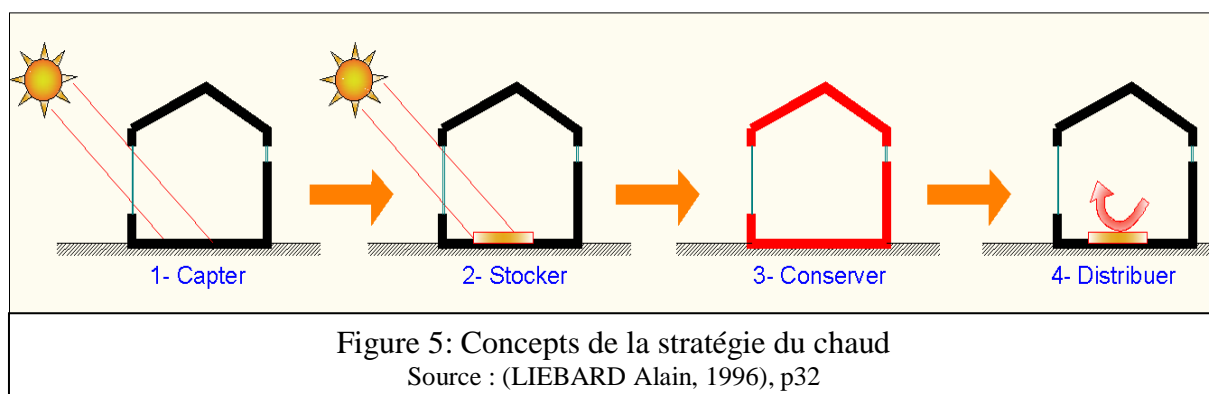 1- Capter
2- Stocker
3- Conserver
4- Distribuer
Figure 5: Concepts de la stratégie du chaud
Source : (LIEBARD Alain, 1996), p32